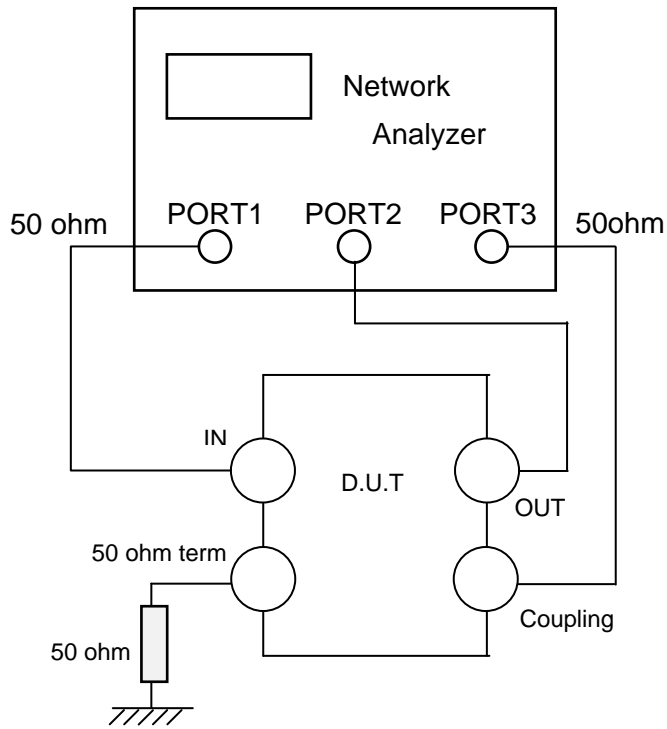 Network
Analyzer
50 ohm
PORT1
PORT2
PORT3
50ohm
IN
D.U.T
OUT
50 ohm term
Coupling
50 ohm